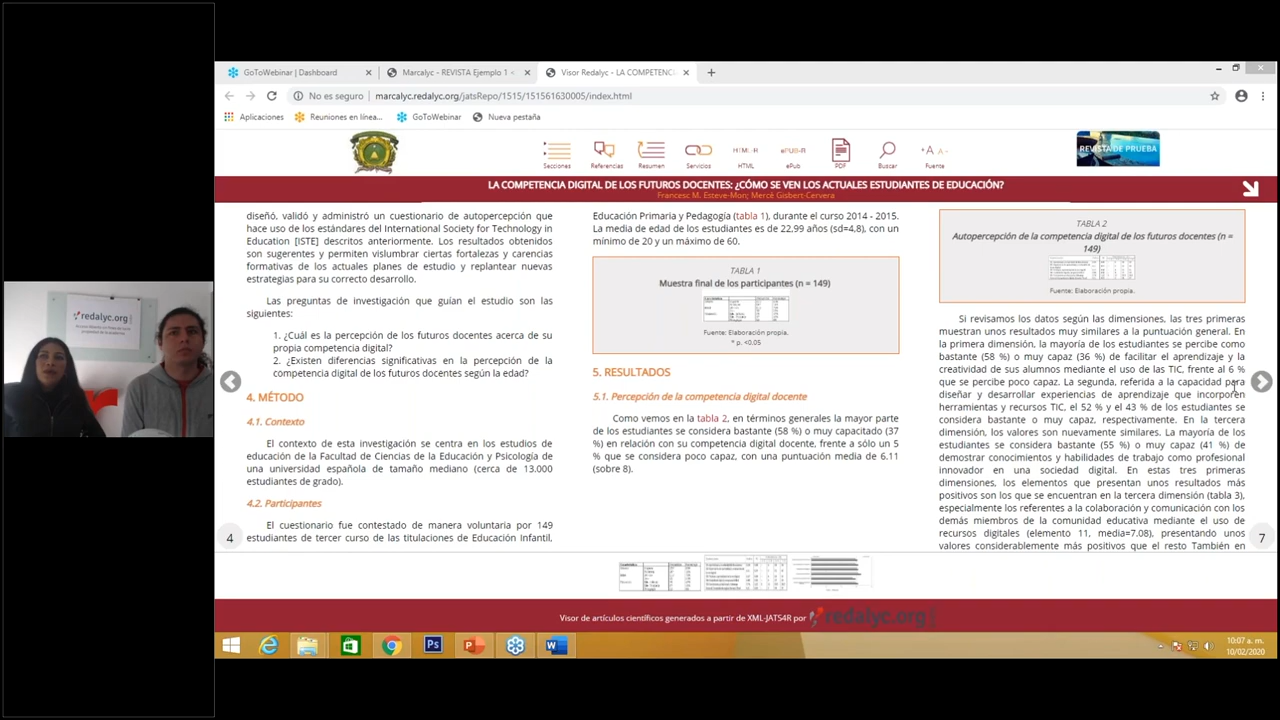 GoToWebinar | Dashboard
Marcalyc - REVISTA Ejemplo 1 <
Visor Redalyc - LA COMPETENCI
No es seguro | marcalyc.redalyc.org/jatsRepo/1515/151561630005/index.html
Aplicaciones
Reuniones en línea...
GoToWebinar
Nueva pestaña
Secciones
Referencias
Resumen
Servicios
HTML
ePub
PDF
Buscar
Fuente
REVISTA DE PRUEBA
LA COMPETENCIA DIGITAL DE LOS FUTUROS DOCENTES: ¿CÓMO SE VEN LOS ACTUALES ESTUDIANTES DE EDUCACIÓN?
Francesc M. Esteve-Mon; Mercè Gisbert-Cervera
diseñó, validó y administró un cuestionario de autopercepción que
hace uso de los estándares del International Society for Technology in
Education [ISTE] descritos anteriormente. Los resultados obtenidos
son sugerentes y permiten vislumbrar ciertas fortalezas y carencias
formativas de los actuales planes de estudio y replantear nuevas
estrategias para su correcto desarrollo.
Las preguntas de investigación que guían el estudio son las
siguientes:
1. ¿Cuál es la percepción de los futuros docentes acerca de su
propia competencia digital?
2. ¿Existen diferencias significativas en la percepción de la
competencia digital de los futuros docentes según la edad?
4. MÉTODO
4.1. Contexto
El contexto de esta investigación se centra en los estudios de
educación de la Facultad de Ciencias de la Educación y Psicología de
una universidad española de tamaño mediano (cerca de 13.000
estudiantes de grado).
4.2. Participantes
El cuestionario fue contestado de manera voluntaria por 149
estudiantes de tercer curso de las titulaciones de Educación Infantil,
4
Educación Primaria y Pedagogía (tabla 1), durante el curso 2014 - 2015.
La media de edad de los estudiantes es de 22,99 años (sd=4,8), con un
mínimo de 20 y un máximo de 60.
TABLA 1
Muestra final de los participantes (n = 149)
Fuente: Elaboración propia.
* p. <0.05
5. RESULTADOS
5.1. Percepción de la competencia digital docente
Como vemos en la tabla 2, en términos generales la mayor parte
de los estudiantes se considera bastante (58 %) o muy capacitado (37
%) en relación con su competencia digital docente, frente a sólo un 5
% que se considera poco capaz, con una puntuación media de 6.11
(sobre 8).
TABLA 2
Autopercepción de la competencia digital de los futuros docentes (n =
149)
Fuente: Elaboración propia.
Si revisamos los datos según las dimensiones, las tres primeras
muestran unos resultados muy similares a la puntuación general. En
la primera dimensión, la mayoría de los estudiantes se percibe como
bastante (58 %) o muy capaz (36 %) de facilitar el aprendizaje y la
creatividad de sus alumnos mediante el uso de las TIC, frente al 6 %
que se percibe poco capaz. La segunda, referida a la capacidad para
diseñar y desarrollar experiencias de aprendizaje que incorporen
herramientas y recursos TIC, el 52 % y el 43 % de los estudiantes se
considera bastante o muy capaz, respectivamente. En la tercera
dimensión, los valores son nuevamente similares. La mayoría de los
estudiantes se considera bastante (55 %) o muy capaz (41 %) de
demostrar conocimientos y habilidades de trabajo como profesional
innovador en una sociedad digital. En estas tres primeras
dimensiones, los elementos que presentan unos resultados más
positivos son los que se encuentran en la tercera dimensión (tabla 3),
especialmente los referentes a la colaboración y comunicación con los
demás miembros de la comunidad educativa mediante el uso de
recursos digitales (elemento 11, media=7.08), presentando unos
valores considerablemente más positivos que el resto También en
7
Visor de artículos científicos generados a partir de XML-JATS4R por redalyc.org
10:07 a. m.
10/02/2020
redalyc.org